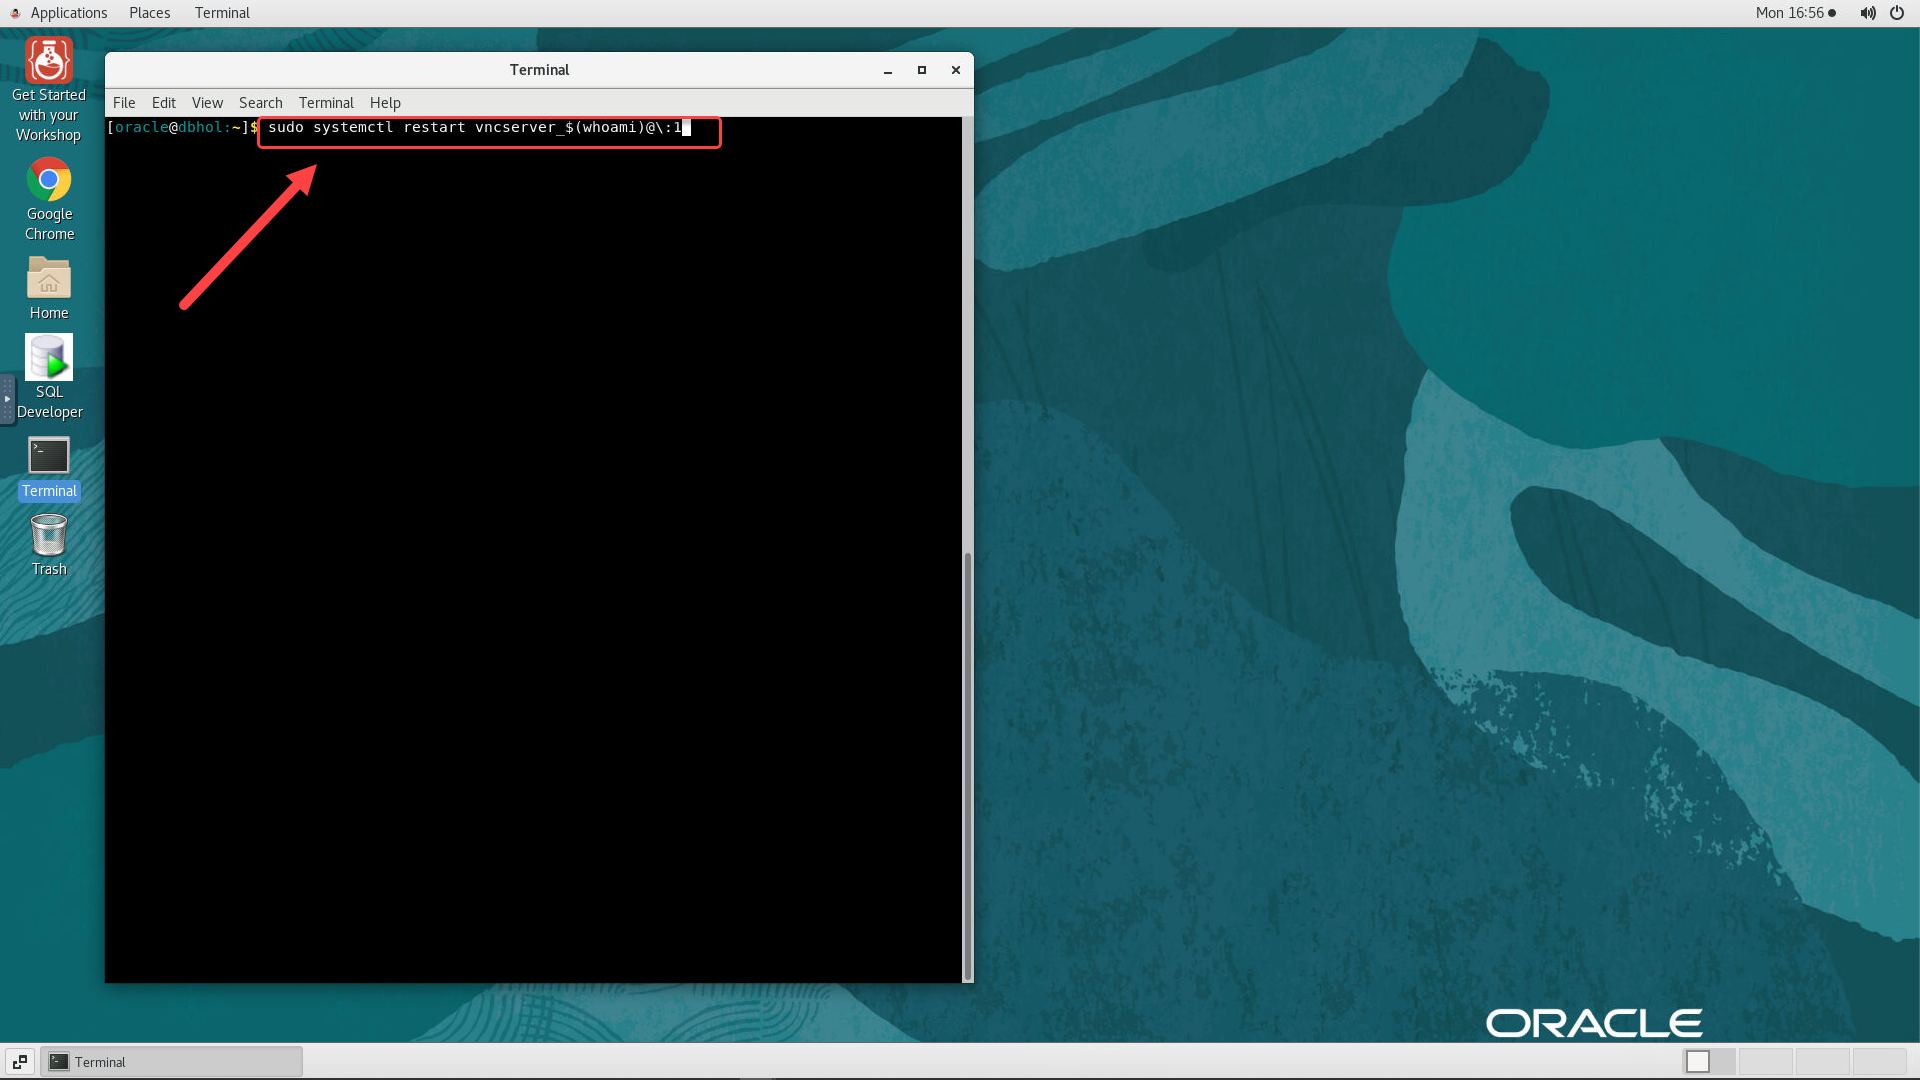 Applications Places Terminal Mon 16:56
Get Started
with your
Workshop
Google
Chrome
Home
SQL
Developer
Terminal
Trash
Terminal
File Edit View Search Terminal Help
[oracle@dbhol:~]$ sudo systemctl restart vncserver_$(whoami)@\:1
ORACLE
Terminal